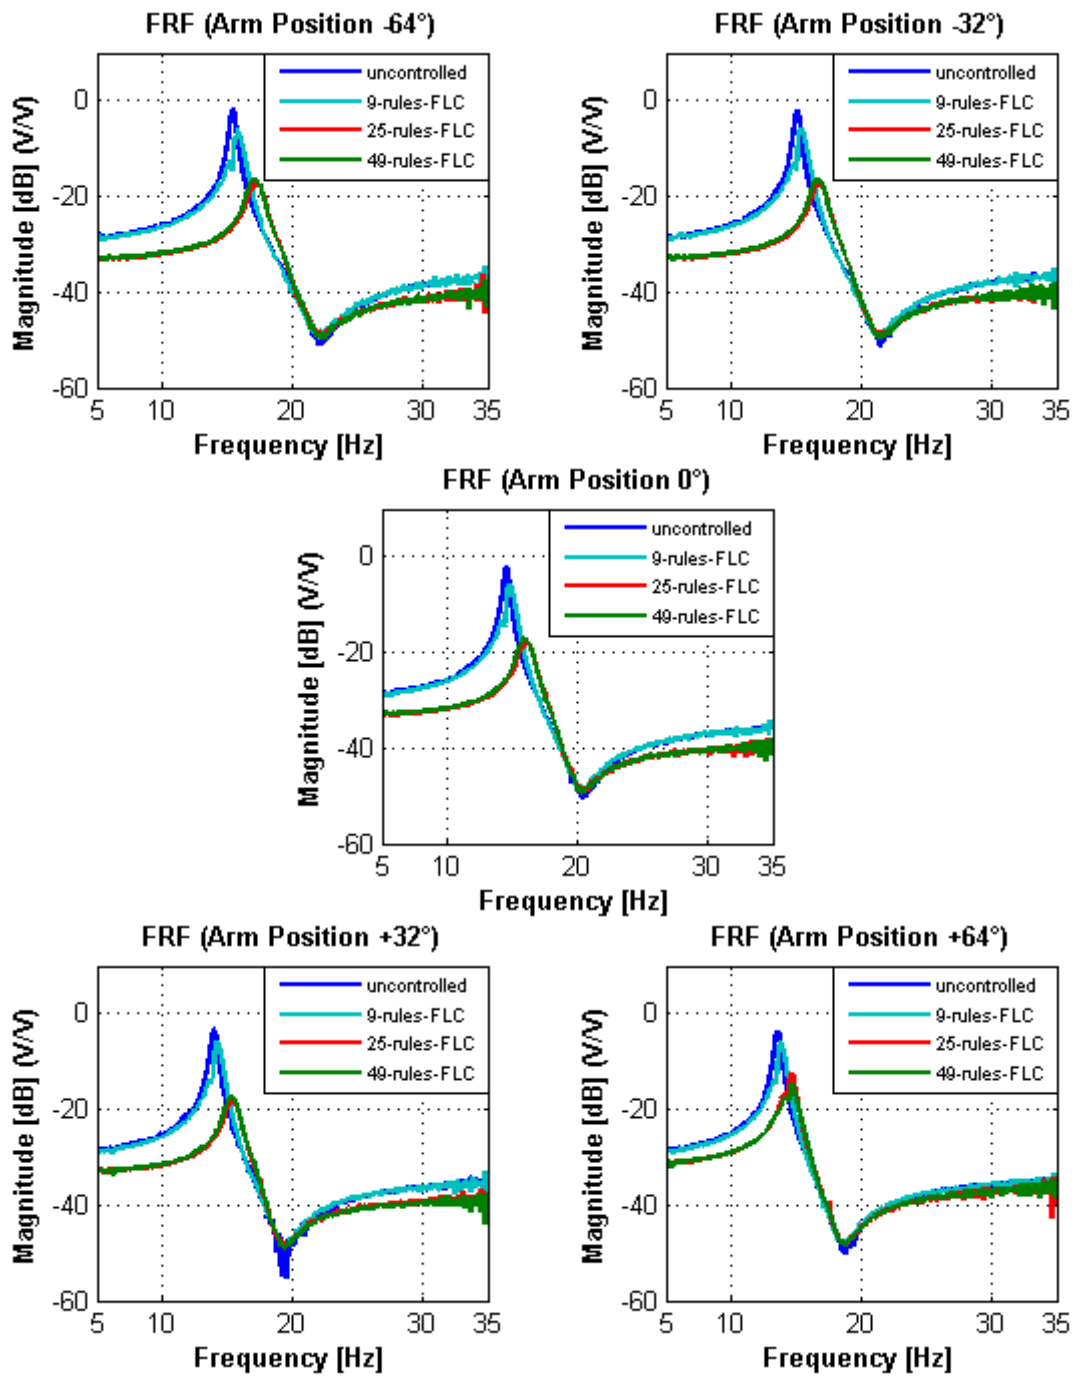 FRF (Arm Position -64°)
Magnitude [dB] (V/V)
0
-20
-40
-60
5 10 20 30 35
Frequency [Hz]
uncontrolled
9-rules-FLC
25-rules-FLC
49-rules-FLC
FRF (Arm Position -32°)
Magnitude [dB] (V/V)
0
-20
-40
-60
5 10 20 30 35
Frequency [Hz]
uncontrolled
9-rules-FLC
25-rules-FLC
49-rules-FLC
FRF (Arm Position 0°)
Magnitude [dB] (V/V)
0
-20
-40
-60
5 10 20 30 35
Frequency [Hz]
uncontrolled
9-rules-FLC
25-rules-FLC
49-rules-FLC
FRF (Arm Position +32°)
Magnitude [dB] (V/V)
0
-20
-40
-60
5 10 20 30 35
Frequency [Hz]
uncontrolled
9-rules-FLC
25-rules-FLC
49-rules-FLC
FRF (Arm Position +64°)
Magnitude [dB] (V/V)
0
-20
-40
-60
5 10 20 30 35
Frequency [Hz]
uncontrolled
9-rules-FLC
25-rules-FLC
49-rules-FLC